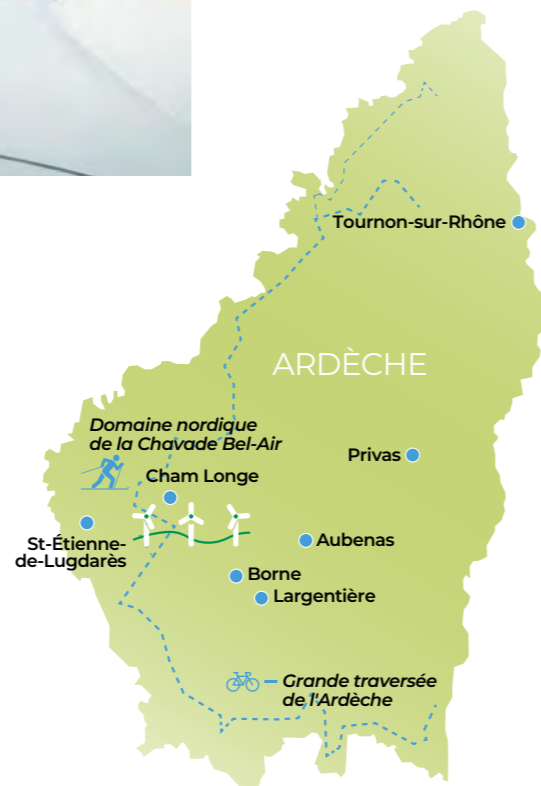 Tournon-sur-Rhône
ARDÈCHE
Domaine nordique
de la Chavade Bel-Air
Privas
Cham Longe
St-Étienne-
de-Lugdarès
Aubenas
Borne
Largentière
Grande traversée
de l'Ardèche